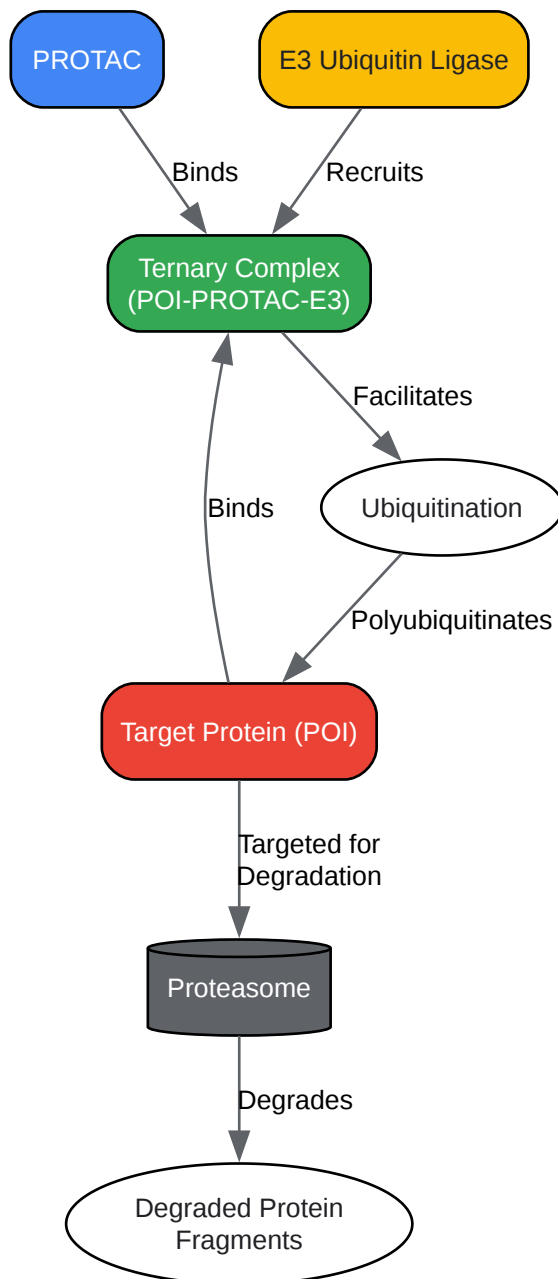 PROTAC
E3 Ubiquitin Ligase
Binds
Recruits
Ternary Complex
(POI-PROTAC-E3)
Facilitates
Binds
Ubiquitination
Polyubiquitinates
Target Protein (POI)
Targeted for
Degradation
Proteasome
Degrades
Degraded Protein
Fragments